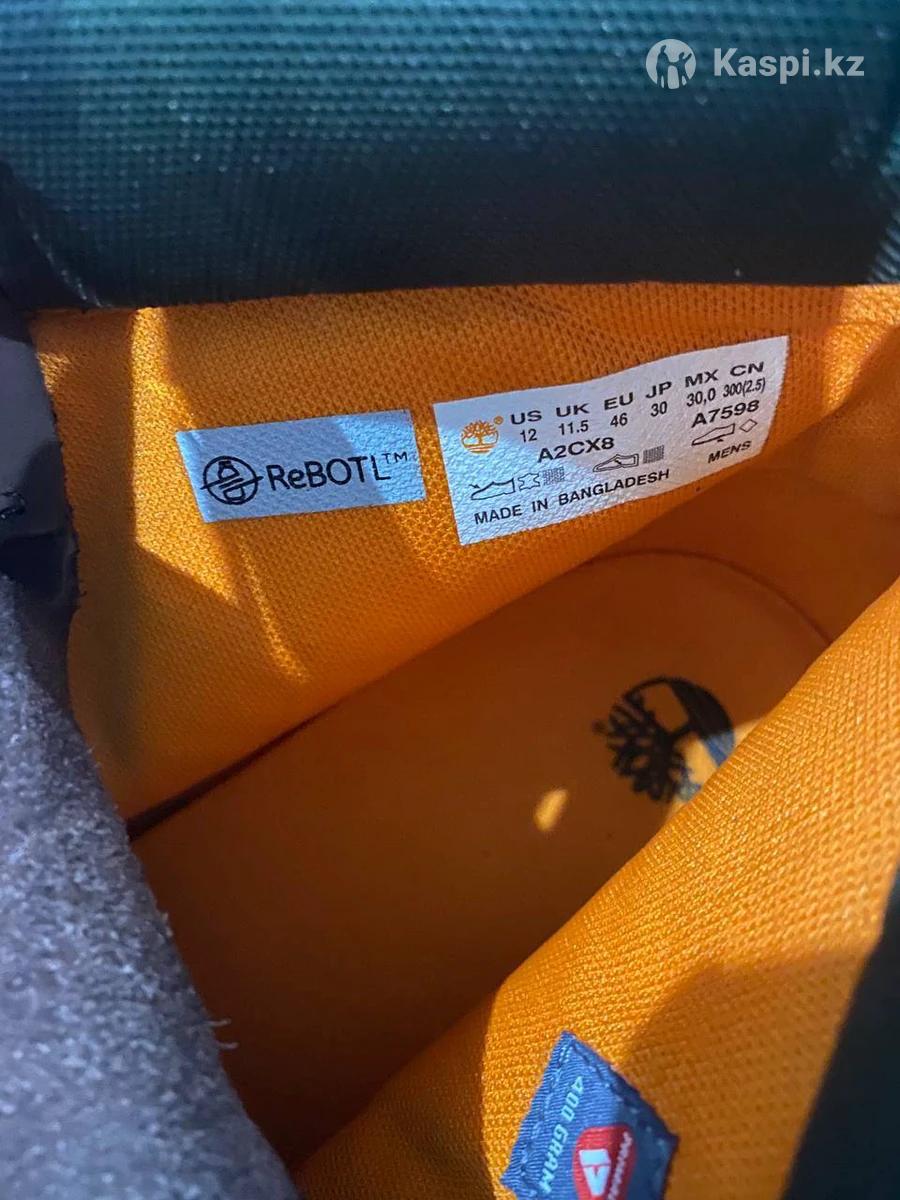 Kaspi.kz
ReBOTL™
US UK EU JP MX CN
12 11.5 46 30 30,0 300(2.5)
A2CX8 A7598
MADE IN BANGLADESH MENS
400 GRAM